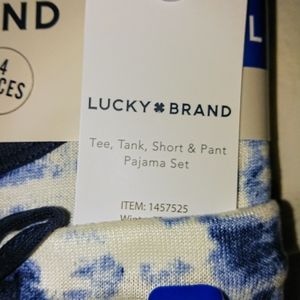 ND
L
4
CES
LUCKY BRAND
Tee, Tank, Short & Pant
Pajama Set
ITEM: 1457525